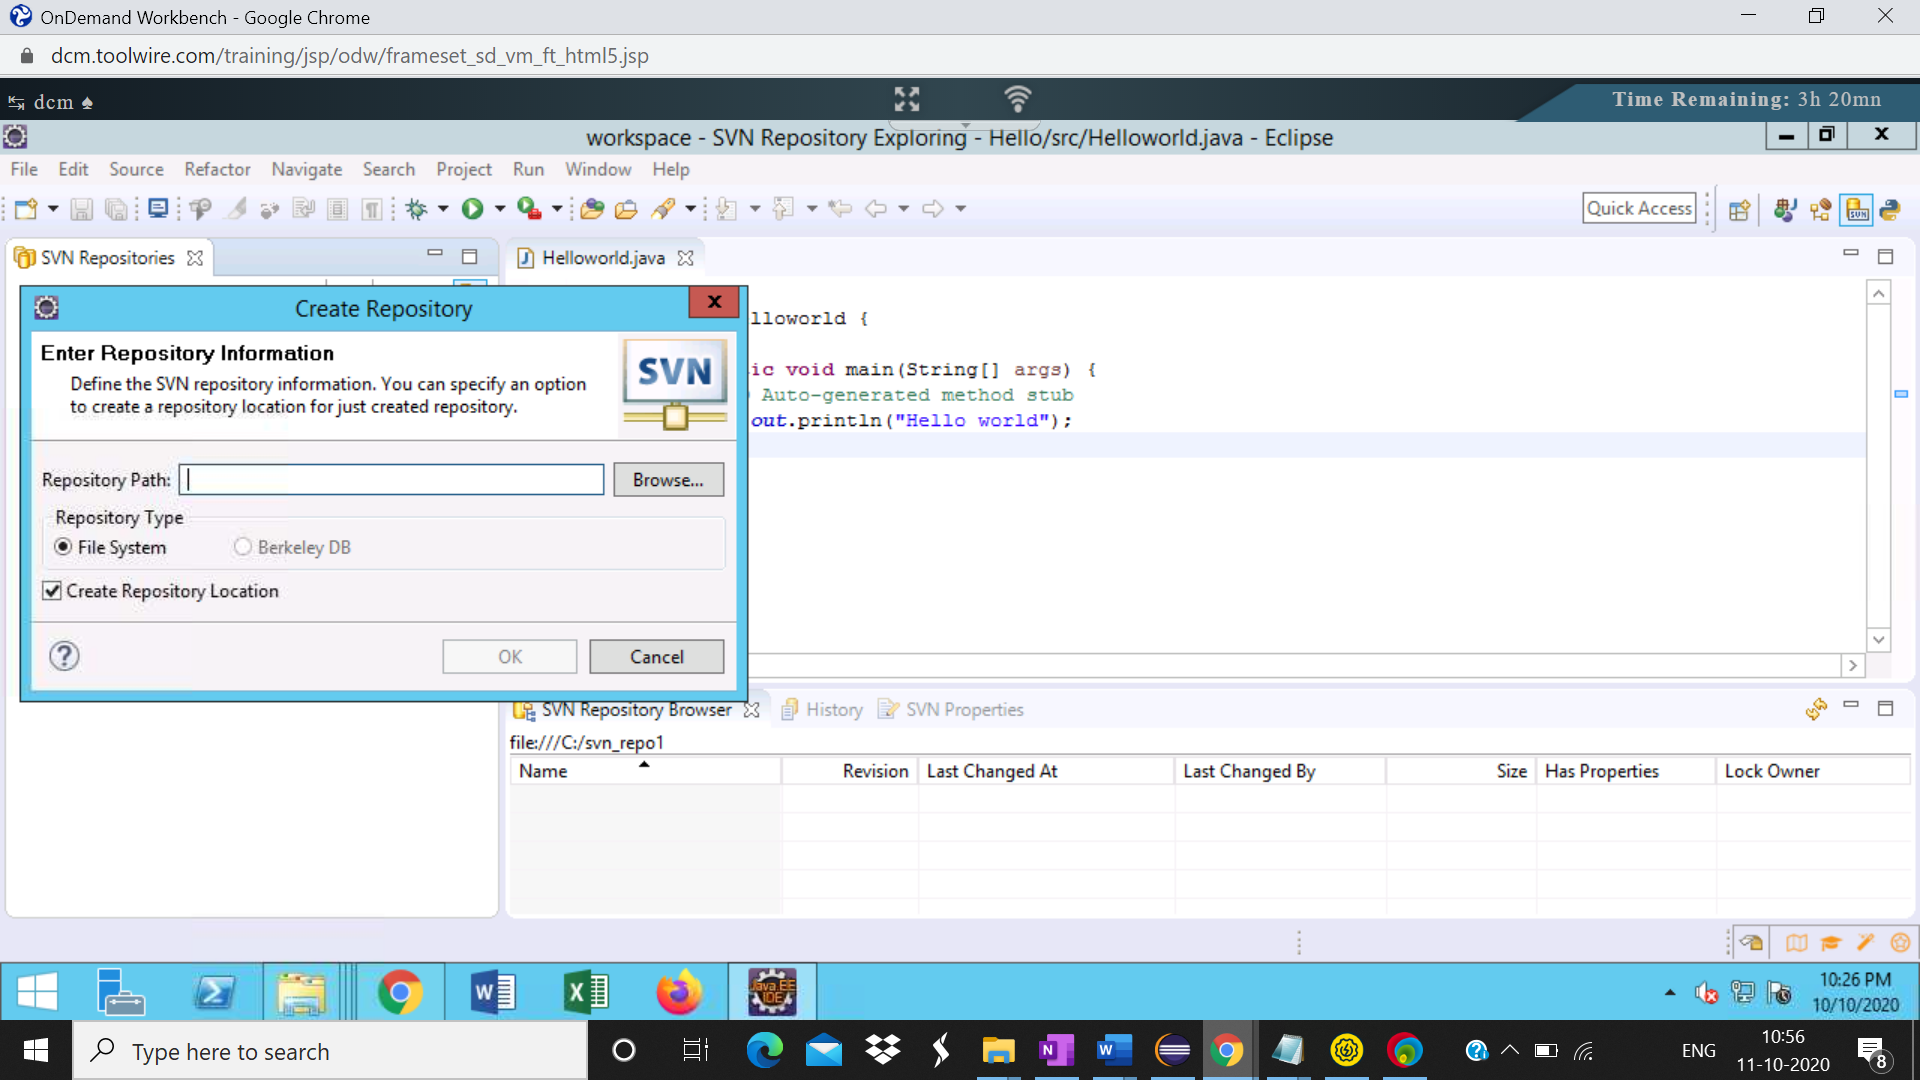 OnDemand Workbench - Google Chrome
dcm.toolwire.com/training/jsp/odw/frameset_sd_vm_ft_html5.jsp
dcm
Time Remaining: 3h 20mn
workspace - SVN Repository Exploring - Hello/src/Helloworld.java - Eclipse
File Edit Source Refactor Navigate Search Project Run Window Help
Quick Access
SVN
SVN Repositories
Helloworld.java
Create Repository
x
Enter Repository Information
Define the SVN repository information. You can specify an option
to create a repository location for just created repository.
SVN
lloworld {
ic void main(String[] args) {
Auto-generated method stub
out.println("Hello world");
Repository Path:
Browse...
Repository Type
File System
Berkeley DB
Create Repository Location
?
OK
Cancel
SVN Repository Browser
History
SVN Properties
file:///C:/svn_repo1
Name Revision Last Changed At Last Changed By Size Has Properties Lock Owner
Java EE
IDE
10:26 PM
10/10/2020
Type here to search
ENG
10:56
11-10-2020
8